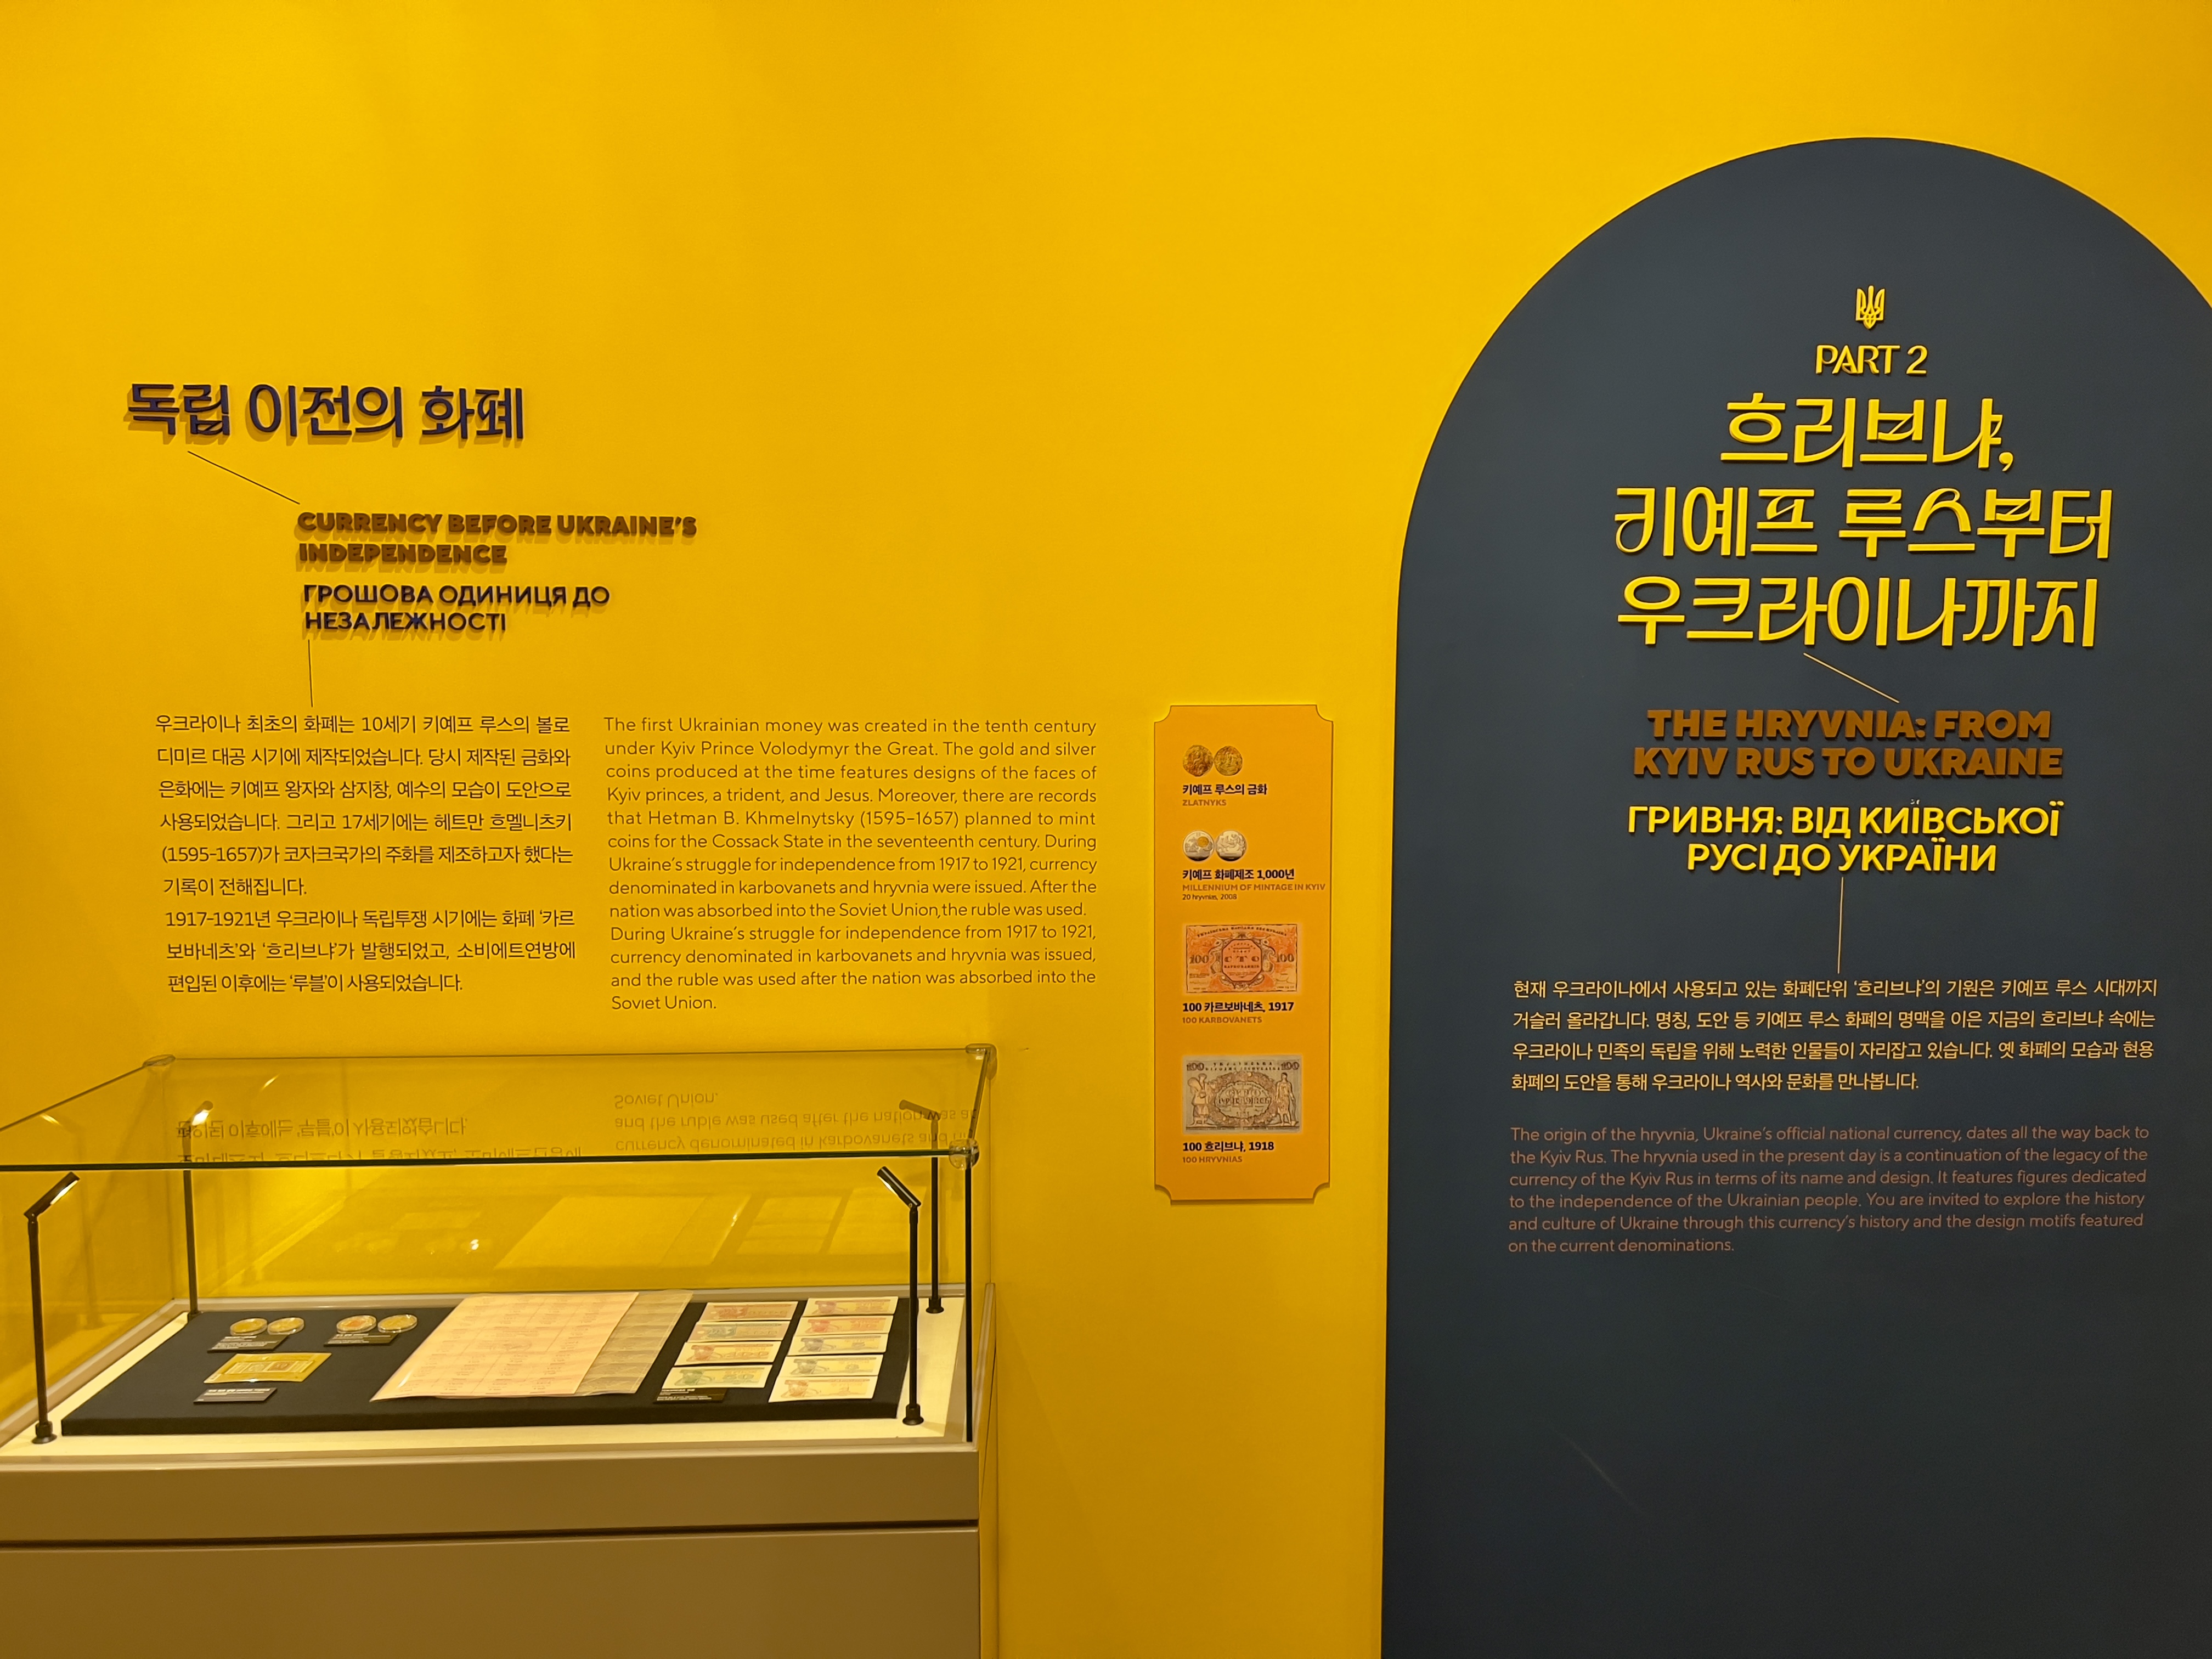 독립 이전의 화폐
CURRENCY BEFORE UKRAINE'S
INDEPENDENCE
ГРОШОВА ОДИНИЦЯ ДО
НЕЗАЛЕЖНОСТІ
우크라이나 최초의 화폐는 10세기 키예프 루스의 볼로
디미르 대공 시기에 제작되었습니다. 당시 제작된 금화와
은화에는 키예프 왕자와 삼지창, 예수의 모습이 도안으로
사용되었습니다. 그리고 17세기에는 헤트만 흐멜니츠키
(1595-1657)가 코자크국가의 주화를 제조하고자 했다는
기록이 전해집니다.
1917-1921년 우크라이나 독립투쟁 시기에는 화폐 '카르
보바네츠'와 '흐리브냐'가 발행되었고, 소비에트연방에
편입된 이후에는 '루블'이 사용되었습니다.
The first Ukrainian money was created in the tenth century
under Kyiv Prince Volodymyr the Great. The gold and silver
coins produced at the time features designs of the faces of
Kyiv princes, a trident, and Jesus. Moreover, there are records
that Hetman B. Khmelnytsky (1595-1657) planned to mint
coins for the Cossack State in the seventeenth century. During
Ukraine's struggle for independence from 1917 to 1921, currency
denominated in karbovanets and hryvnia were issued. After the
nation was absorbed into the Soviet Union,the ruble was used.
During Ukraine's struggle for independence from 1917 to 1921,
currency denominated in karbovanets and hryvnia was issued,
and the ruble was used after the nation was absorbed into the
Soviet Union.
키예프 루스의 금화
ZLATNYKS
키예프 화폐제조 1,000년
MILLENNIUM OF MINTAGE IN KYIV
20 hryvnias, 2008
100 СТО 100
100 카르보바네츠, 1917
100 KARBOVANETS
100 100
100 흐리브냐, 1918
100 HRYVNIAS
PART 2
흐리브냐,
키예프 루스부터
우크라이나까지
THE HRYVNIA: FROM
KYIV RUS TO UKRAINE
ГРИВНЯ: ВІД КИЇВСЬКОЇ
РУСІ ДО УКРАЇНИ
현재 우크라이나에서 사용되고 있는 화폐단위 '흐리브냐'의 기원은 키예프 루스 시대까지
거슬러 올라갑니다. 명칭, 도안 등 키예프 루스 화폐의 명맥을 이은 지금의 흐리브냐 속에는
우크라이나 민족의 독립을 위해 노력한 인물들이 자리잡고 있습니다. 옛 화폐의 모습과 현용
화폐의 도안을 통해 우크라이나 역사와 문화를 만나봅니다.
The origin of the hryvnia, Ukraine's official national currency, dates all the way back to
the Kyiv Rus. The hryvnia used in the present day is a continuation of the legacy of the
currency of the Kyiv Rus in terms of its name and design. It features figures dedicated
to the independence of the Ukrainian people. You are invited to explore the history
and culture of Ukraine through this currency's history and the design motifs featured
on the current denominations.